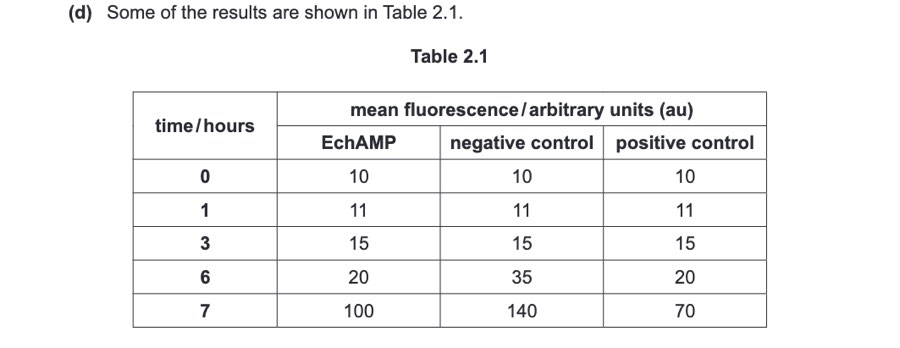 (d) Some of the results are shown in Table 2.1.
Table 2.1
time/hours
mean fluorescence/arbitrary units (au)
EchAMP negative control positive control
0 10 10 10
1 11 11 11
3 15 15 15
6 20 35 20
7 100 140 70